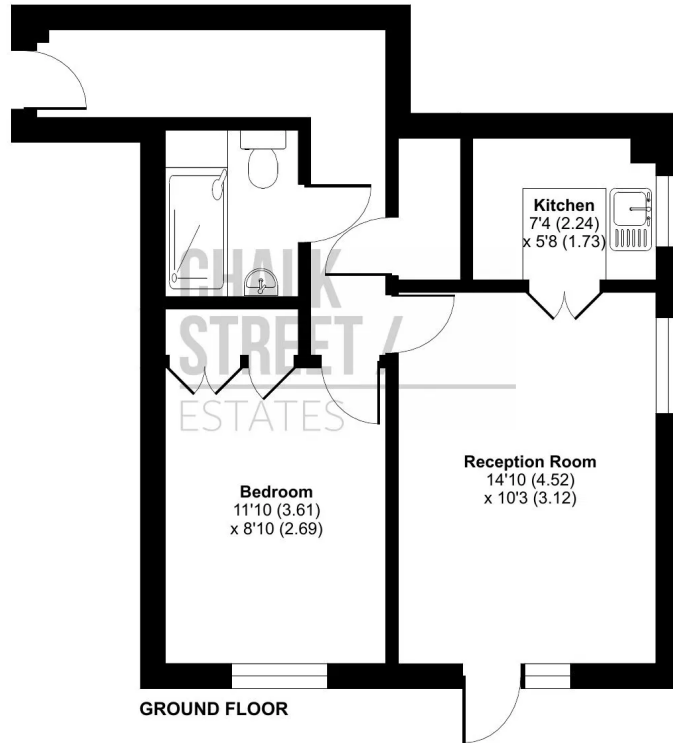 Kitchen
7'4 (2.24)
x 5'8 (1.73)
CHALK
STREET /
ESTATES
Reception Room
14'10 (4.52)
x 10'3 (3.12)
Bedroom
11'10 (3.61)
x 8'10 (2.69)
GROUND FLOOR